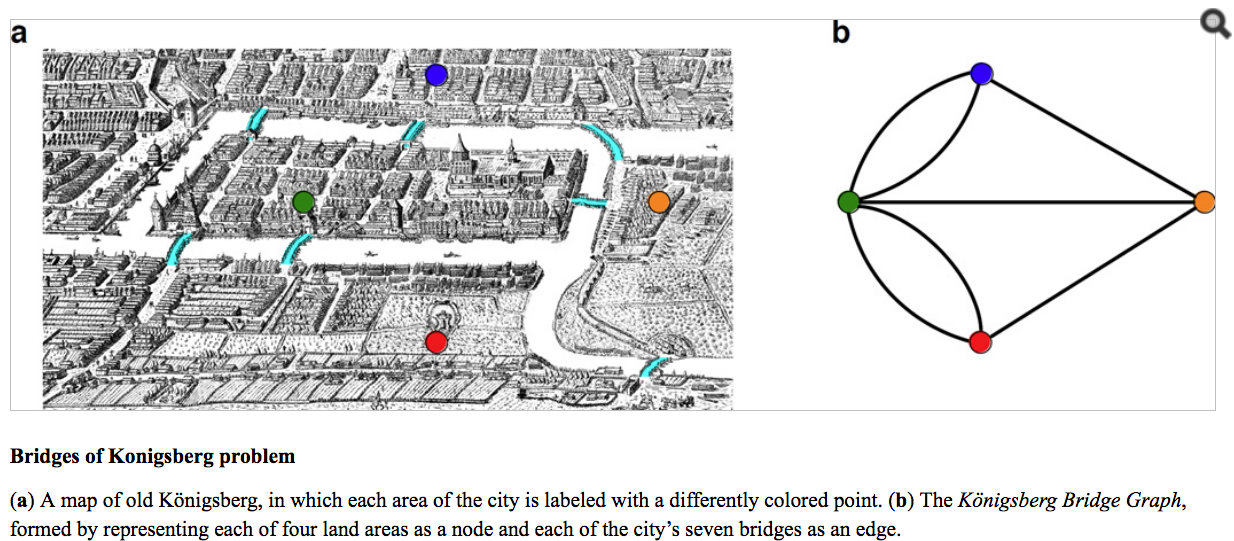 a
b
Bridges of Konigsberg problem
(a) A map of old Königsberg, in which each area of the city is labeled with a differently colored point. (b) The Königsberg Bridge Graph,
formed by representing each of four land areas as a node and each of the city’s seven bridges as an edge.